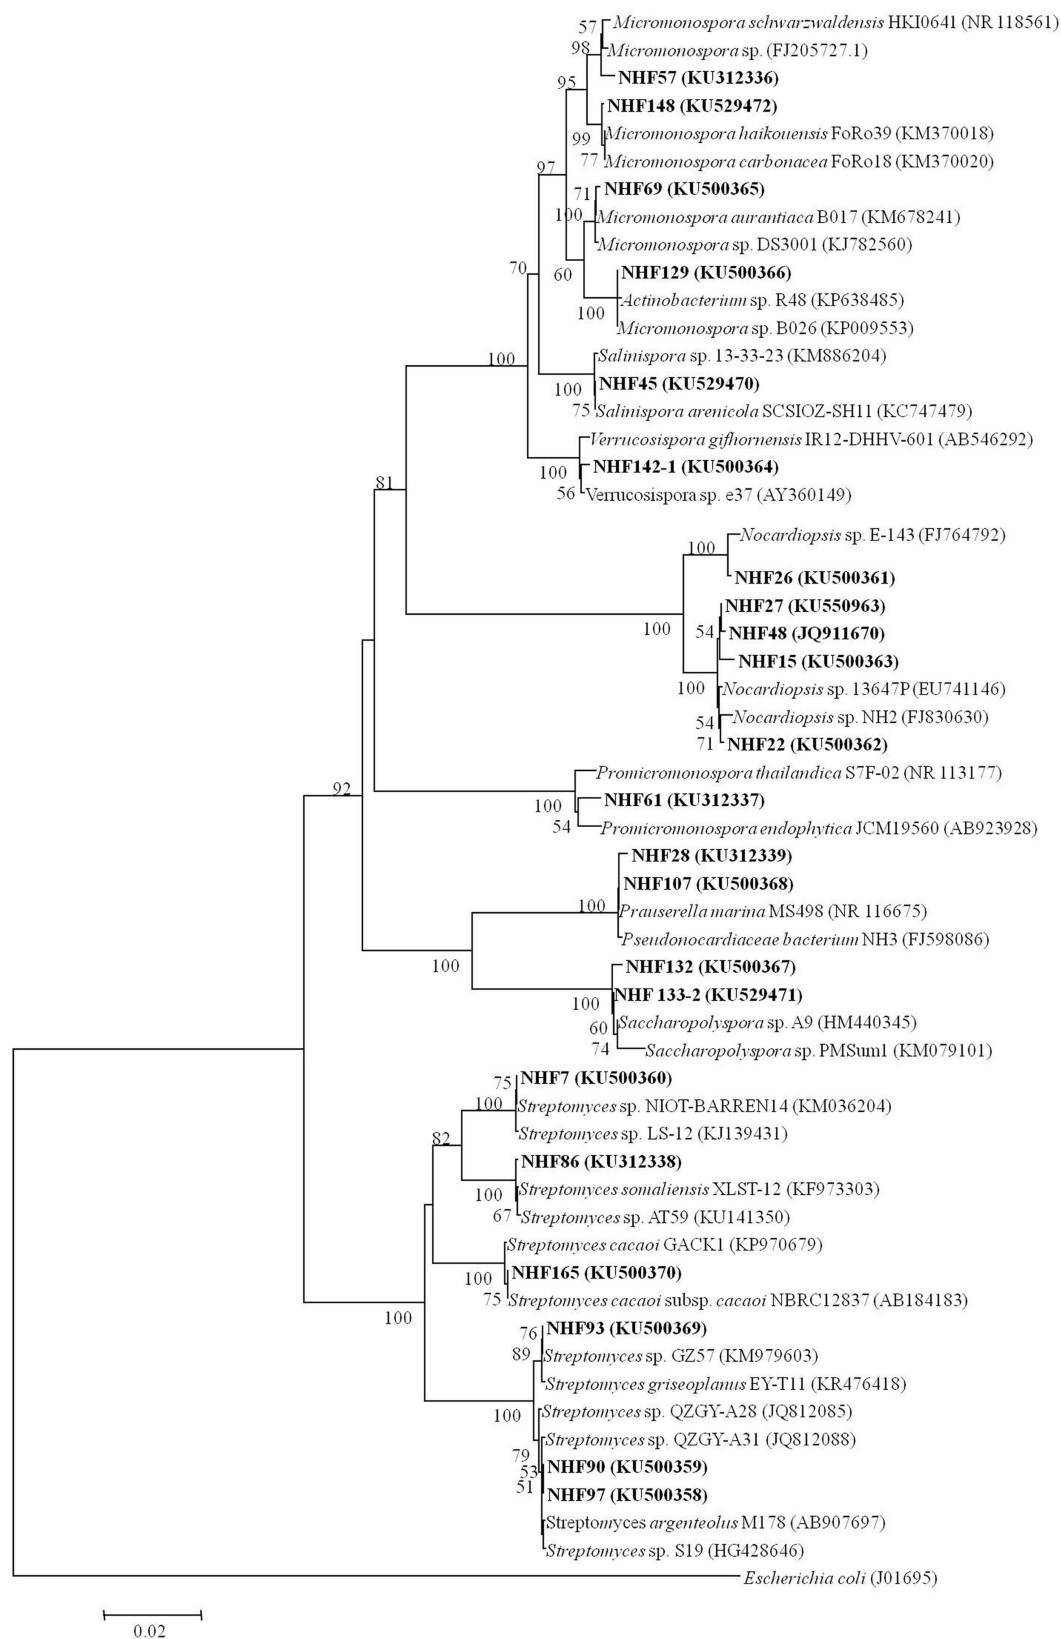 57
Micromonospora schwarzwaldensis HKI0641 (NR 118561)
98
Micromonospora sp. (FJ205727.1)
NHF57 (KU312336)
95
NHF148 (KU529472)
99
Micromonospora haikouensis FoRo39 (KM370018)
77
Micromonospora carbonacea FoRo18 (KM370020)
97
71
NHF69 (KU500365)
100
Micromonospora aurantiaca B017 (KM678241)
Micromonospora sp. DS3001 (KJ782560)
70
60
NHF129 (KU500366)
Actinobacterium sp. R48 (KP638485)
100
Micromonospora sp. B026 (KP009553)
100
Salinispora sp. 13-33-23 (KM886204)
100
NHF45 (KU529470)
75
Salinispora arenicola SCSIOZ-SH11 (KC747479)
Verrucosispora gifhornensis IR12-DHHV-601 (AB546292)
100
NHF142-1 (KU500364)
81
56
Verrucosispora sp. e37 (AY360149)
Nocardiopsis sp. E-143 (FJ764792)
100
NHF26 (KU500361)
NHF27 (KU550963)
100
54
NHF48 (JQ911670)
NHF15 (KU500363)
100
Nocardiopsis sp. 13647P (EU741146)
54
Nocardiopsis sp. NH2 (FJ830630)
71
NHF22 (KU500362)
Promicromonospora thailandica S7F-02 (NR 113177)
92
100
NHF61 (KU312337)
54
Promicromonospora endophytica JCM19560 (AB923928)
NHF28 (KU312339)
NHF107 (KU500368)
100
Prauserella marina MS498 (NR 116675)
Pseudonocardiaceae bacterium NH3 (FJ598086)
100
NHF132 (KU500367)
100
NHF 133-2 (KU529471)
60
Saccharopolyspora sp. A9 (HM440345)
74
Saccharopolyspora sp. PMSum1 (KM079101)
75
NHF7 (KU500360)
100
Streptomyces sp. NIOT-BARREN14 (KM036204)
82
Streptomyces sp. LS-12 (KJ139431)
NHF86 (KU312338)
100
Streptomyces somaliensis XLST-12 (KF973303)
67
Streptomyces sp. AT59 (KU141350)
Streptomyces cacaoi GACK1 (KP970679)
100
NHF165 (KU500370)
75
Streptomyces cacaoi subsp. cacaoi NBRC12837 (AB184183)
100
76
NHF93 (KU500369)
89
Streptomyces sp. GZ57 (KM979603)
Streptomyces griseoplanus EY-T11 (KR476418)
100
Streptomyces sp. QZGY-A28 (JQ812085)
Streptomyces sp. QZGY-A31 (JQ812088)
79
53
NHF90 (KU500359)
51
NHF97 (KU500358)
Streptomyces argenteolus M178 (AB907697)
Streptomyces sp. S19 (HG428646)
Escherichia coli (J01695)
0.02